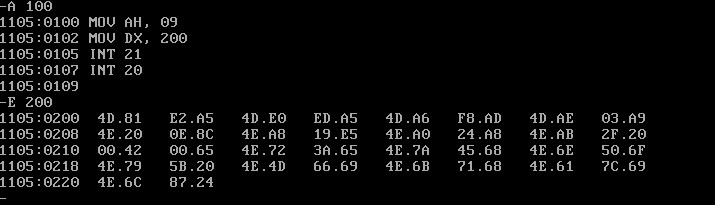 -A 100
1105:0100 MOV AH, 09
1105:0102 MOV DX, 200
1105:0105 INT 21
1105:0107 INT 20
1105:0109
-E 200
1105:0200 4D.81 E2.A5 4D.E0 ED.A5 4D.A6 F8.AD 4D.AE 03.A9
1105:0208 4E.20 0E.8C 4E.A8 19.E5 4E.A0 24.A8 4E.AB 2F.20
1105:0210 00.42 00.65 4E.72 3A.65 4E.7A 45.68 4E.6E 50.6F
1105:0218 4E.79 5B.20 4E.4D 66.69 4E.6B 71.68 4E.61 7C.69
1105:0220 4E.6C 87.24
-